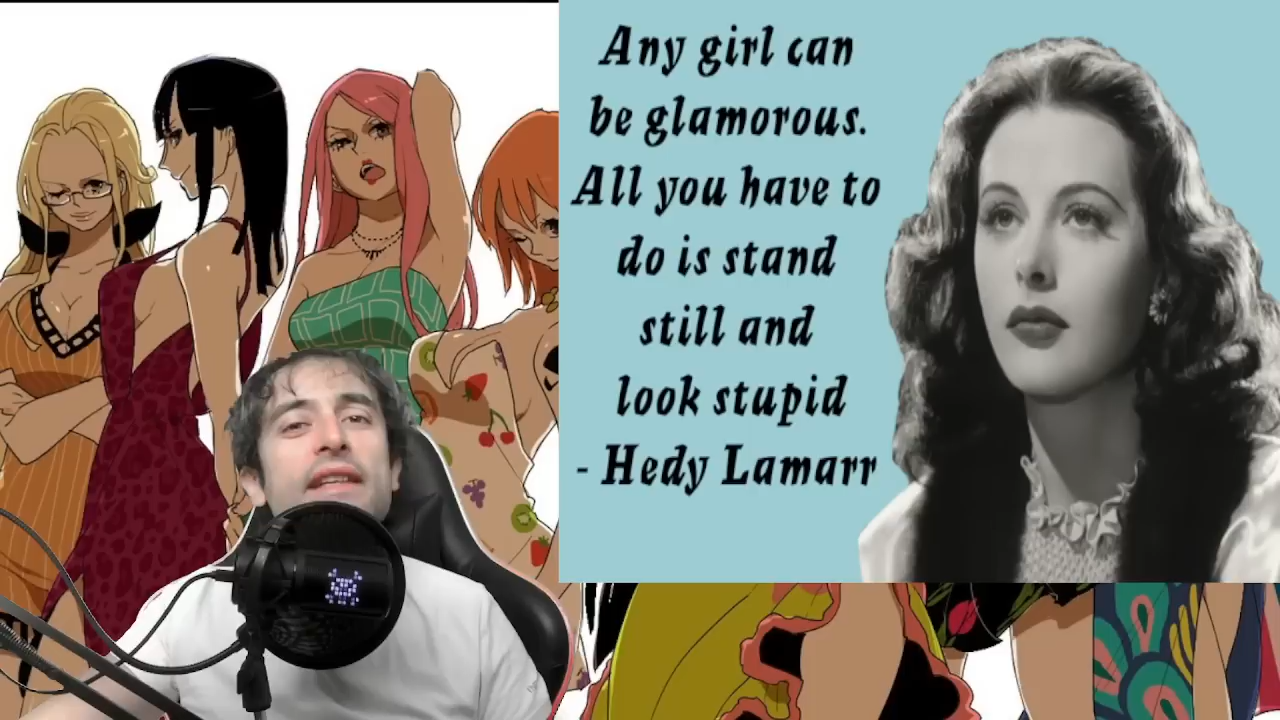 Any girl can
be glamorous.
All you have to
do is stand
still and
look stupid
- Hedy Lamarr